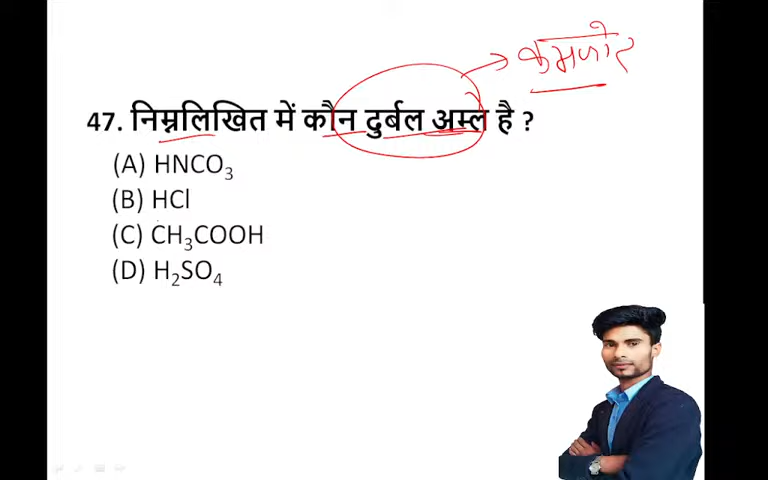 कमजोर
47. निम्नलिखित में कौन दुर्बल अम्ल है ?
(A) HNCO₃
(B) HCl
(C) CH₃COOH
(D) H₂SO₄